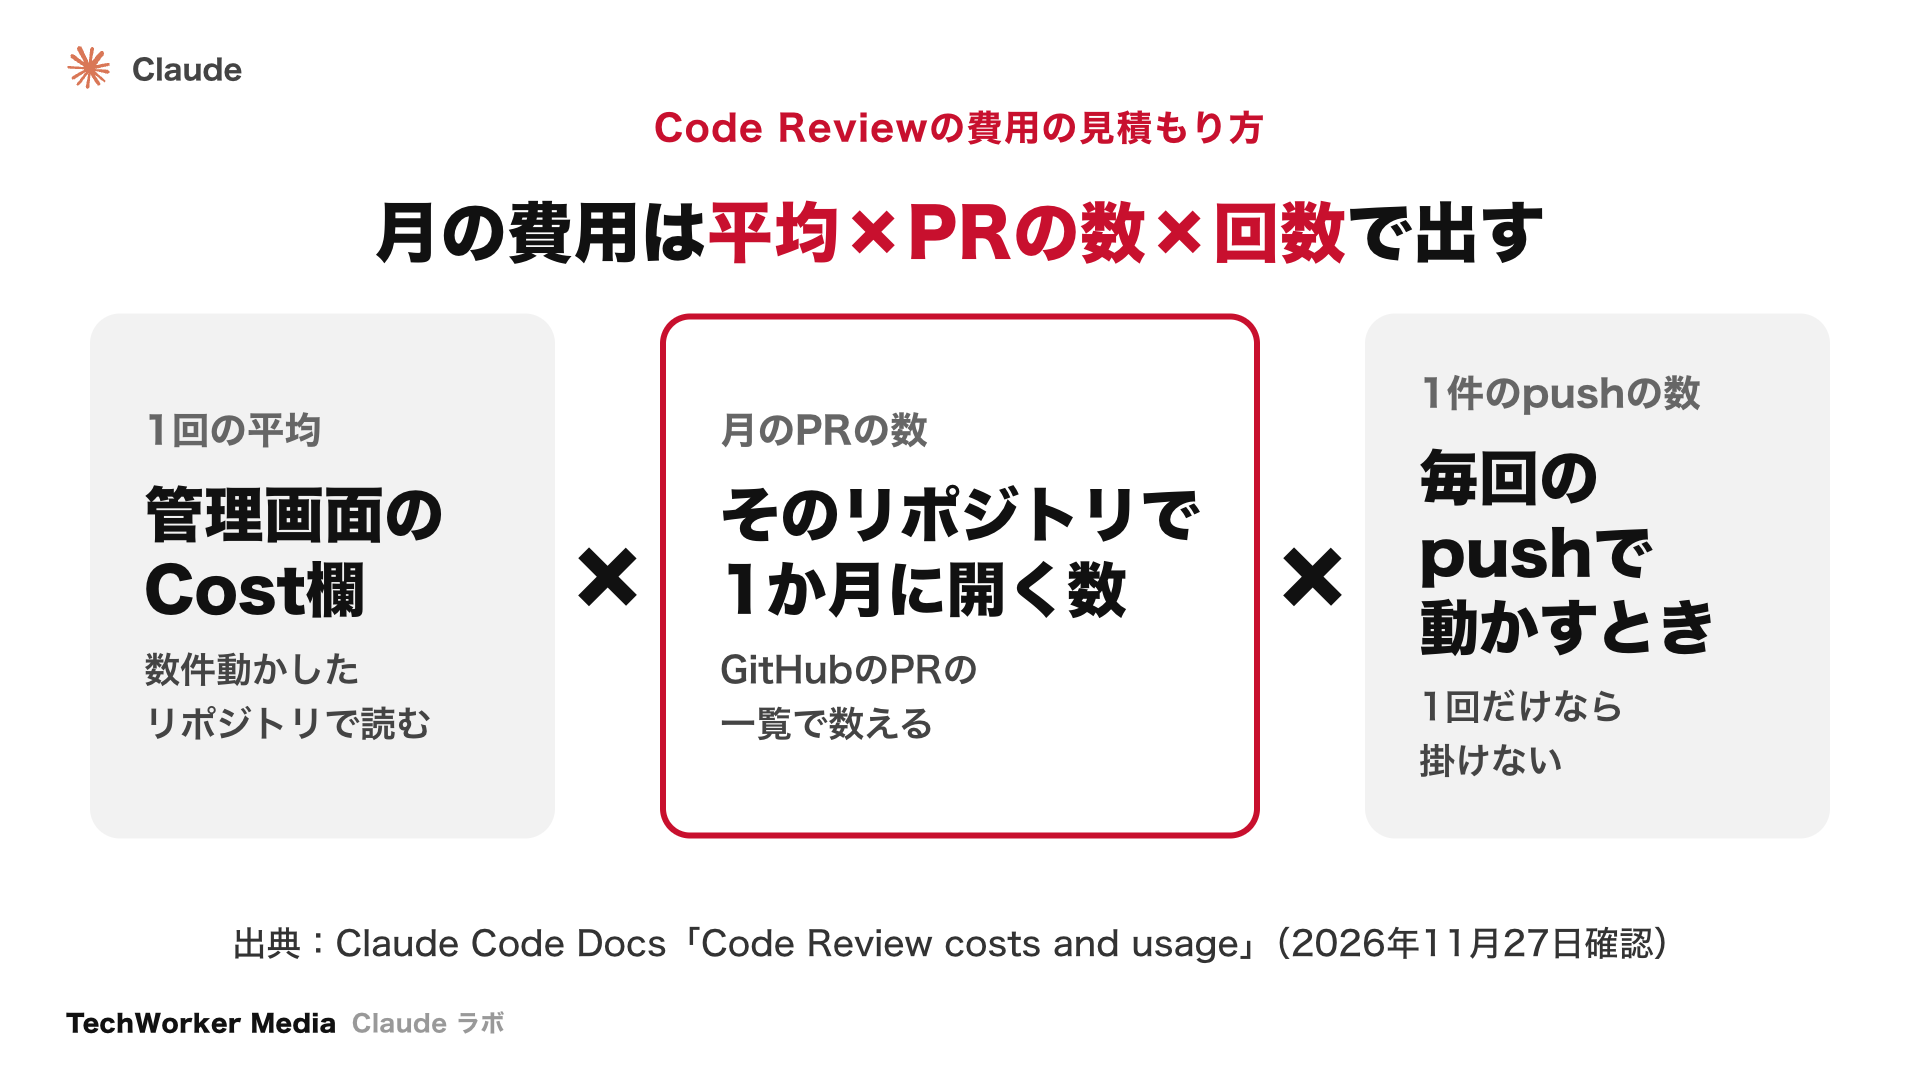 Claude
Code Reviewの費用の見積もり方
月の費用は平均×PRの数×回数で出す
1回の平均
管理画面の
Cost欄
数件動かした
リポジトリで読む
×
月のPRの数
そのリポジトリで
1か月に開く数
GitHubのPRの
一覧で数える
×
1件のpushの数
毎回の
pushで
動かすとき
1回だけなら
掛けない
出典：Claude Code Docs「Code Review costs and usage」（2026年11月27日確認）
TechWorker Media Claude ラボ